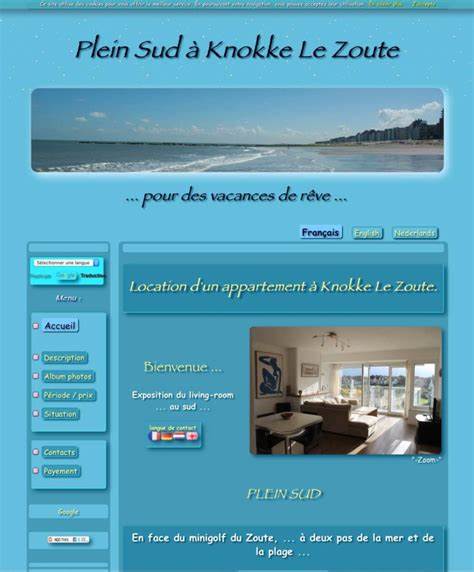 Ce site utilise des cookies pour vous offrir le meilleur service. En poursuivant votre navigation, vous pouvez acceptez leur utilisation. En savoir plus J'accepte
Plein Sud à Knokke Le Zoute
... pour des vacances de rêve ...
Français English Nederlands
Sélectionner une langue
Google Traduction
Menu :
Accueil
Description
Album photos
Période / prix
Situation
Contacts
Payement
Google
Location d'un appartement à Knokke Le Zoute.
Bienvenue ...
Exposition du living-room
... au sud ...
langue de contact
"-Zoom-"
PLEIN SUD
En face du minigolf du Zoute, ... à deux pas de la mer et de
la plage ...